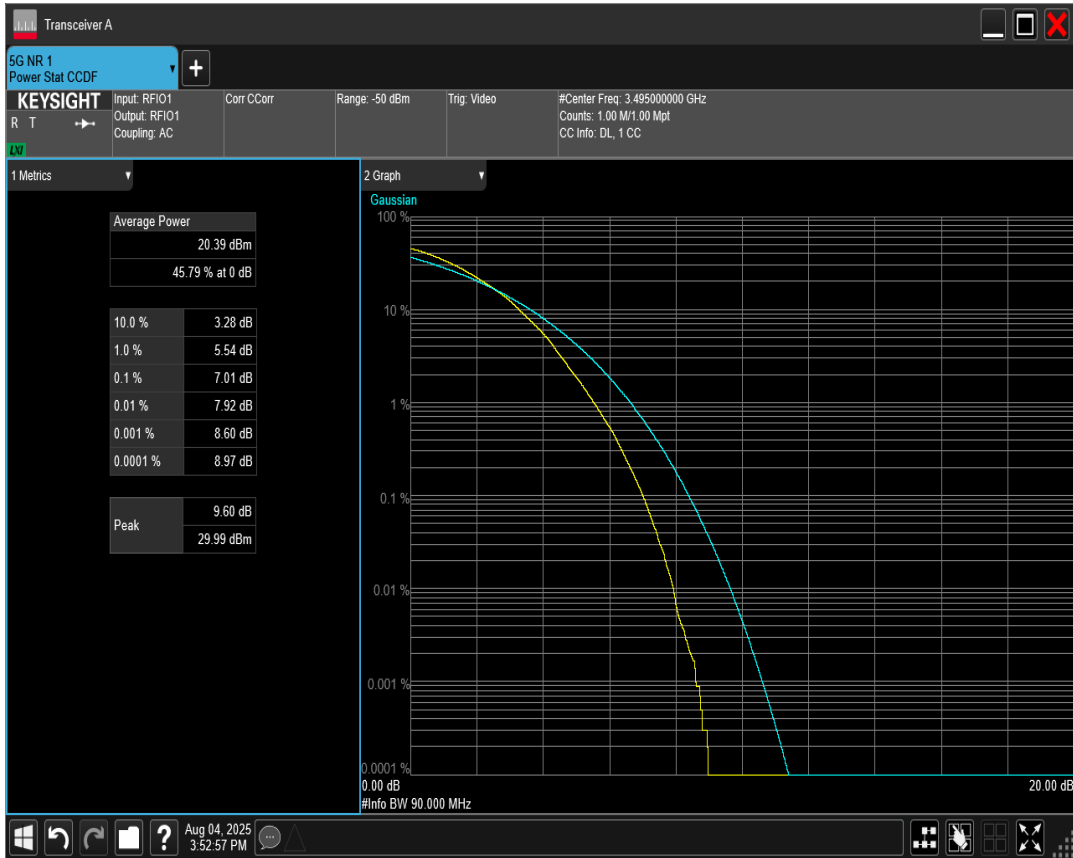 Transceiver A
5G NR 1
Power Stat CCDF
KEYSIGHT
R T
LXI
Input: RFIO1
Output: RFIO1
Coupling: AC
Corr CCorr
Range: -50 dBm
Trig: Video
#Center Freq: 3.495000000 GHz
Counts: 1.00 M/1.00 Mpt
CC Info: DL, 1 CC
1 Metrics
Average Power
20.39 dBm
45.79 % at 0 dB
10.0 % 3.28 dB
1.0 % 5.54 dB
0.1 % 7.01 dB
0.01 % 7.92 dB
0.001 % 8.60 dB
0.0001 % 8.97 dB
Peak
9.60 dB
29.99 dBm
2 Graph
Gaussian
100 %
10 %
1 %
0.1 %
0.01 %
0.001 %
0.0001 %
0.00 dB 20.00 dB
#Info BW 90.000 MHz
?
Aug 04, 2025
3:52:57 PM